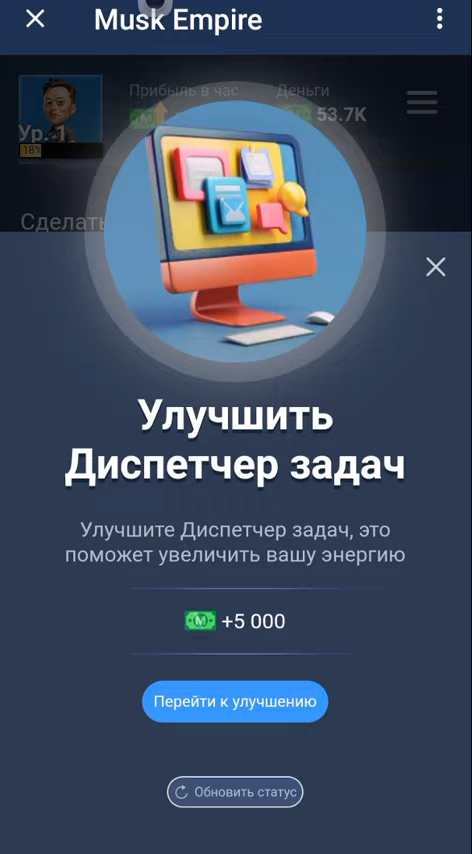 Musk Empire
Прибыль в час
Деньги
53.7K
Ур. 1
18%
Сделать
Улучшить
Диспетчер задач
Улучшите Диспетчер задач, это
поможет увеличить вашу энергию
+5 000
Перейти к улучшению
Обновить статус